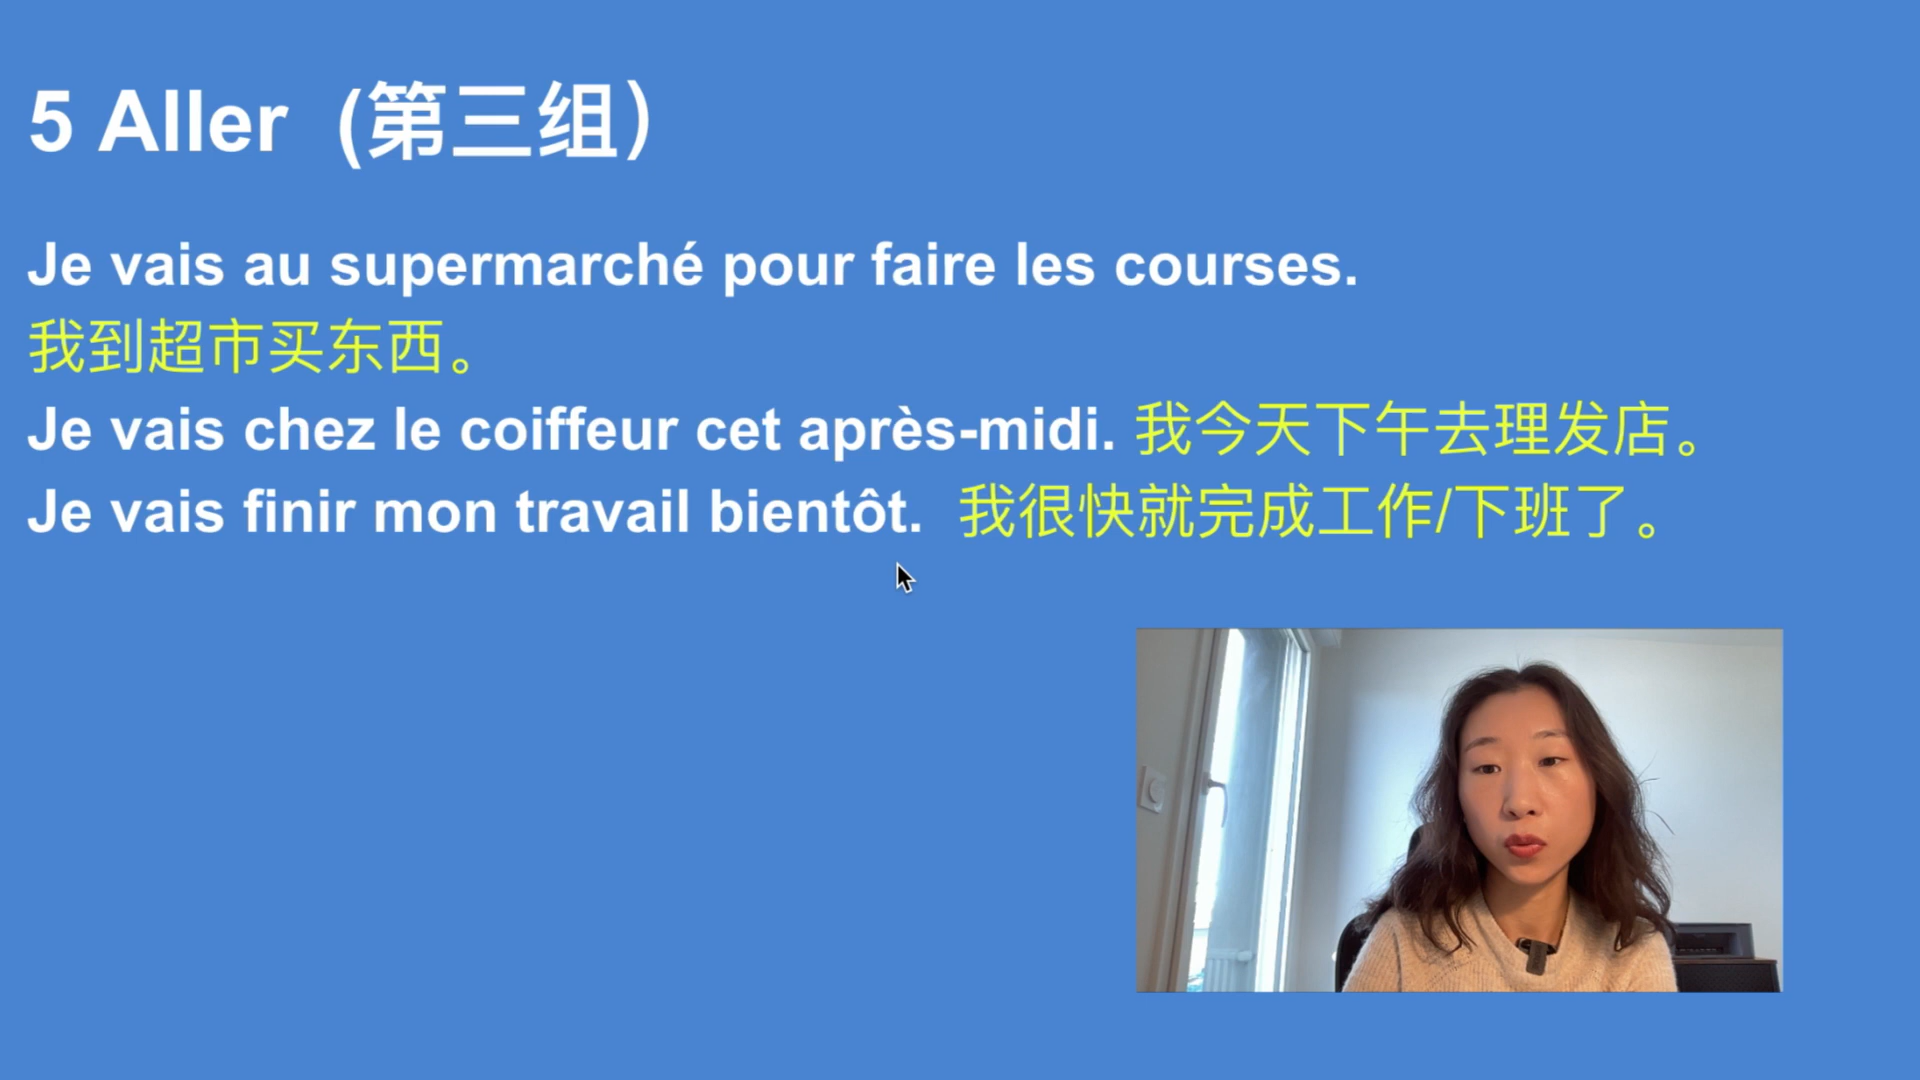 5 Aller (第三组）
Je vais au supermarché pour faire les courses.
我到超市买东西。
Je vais chez le coiffeur cet après-midi. 我今天下午去理发店。
Je vais finir mon travail bientôt. 我很快就完成工作/下班了。